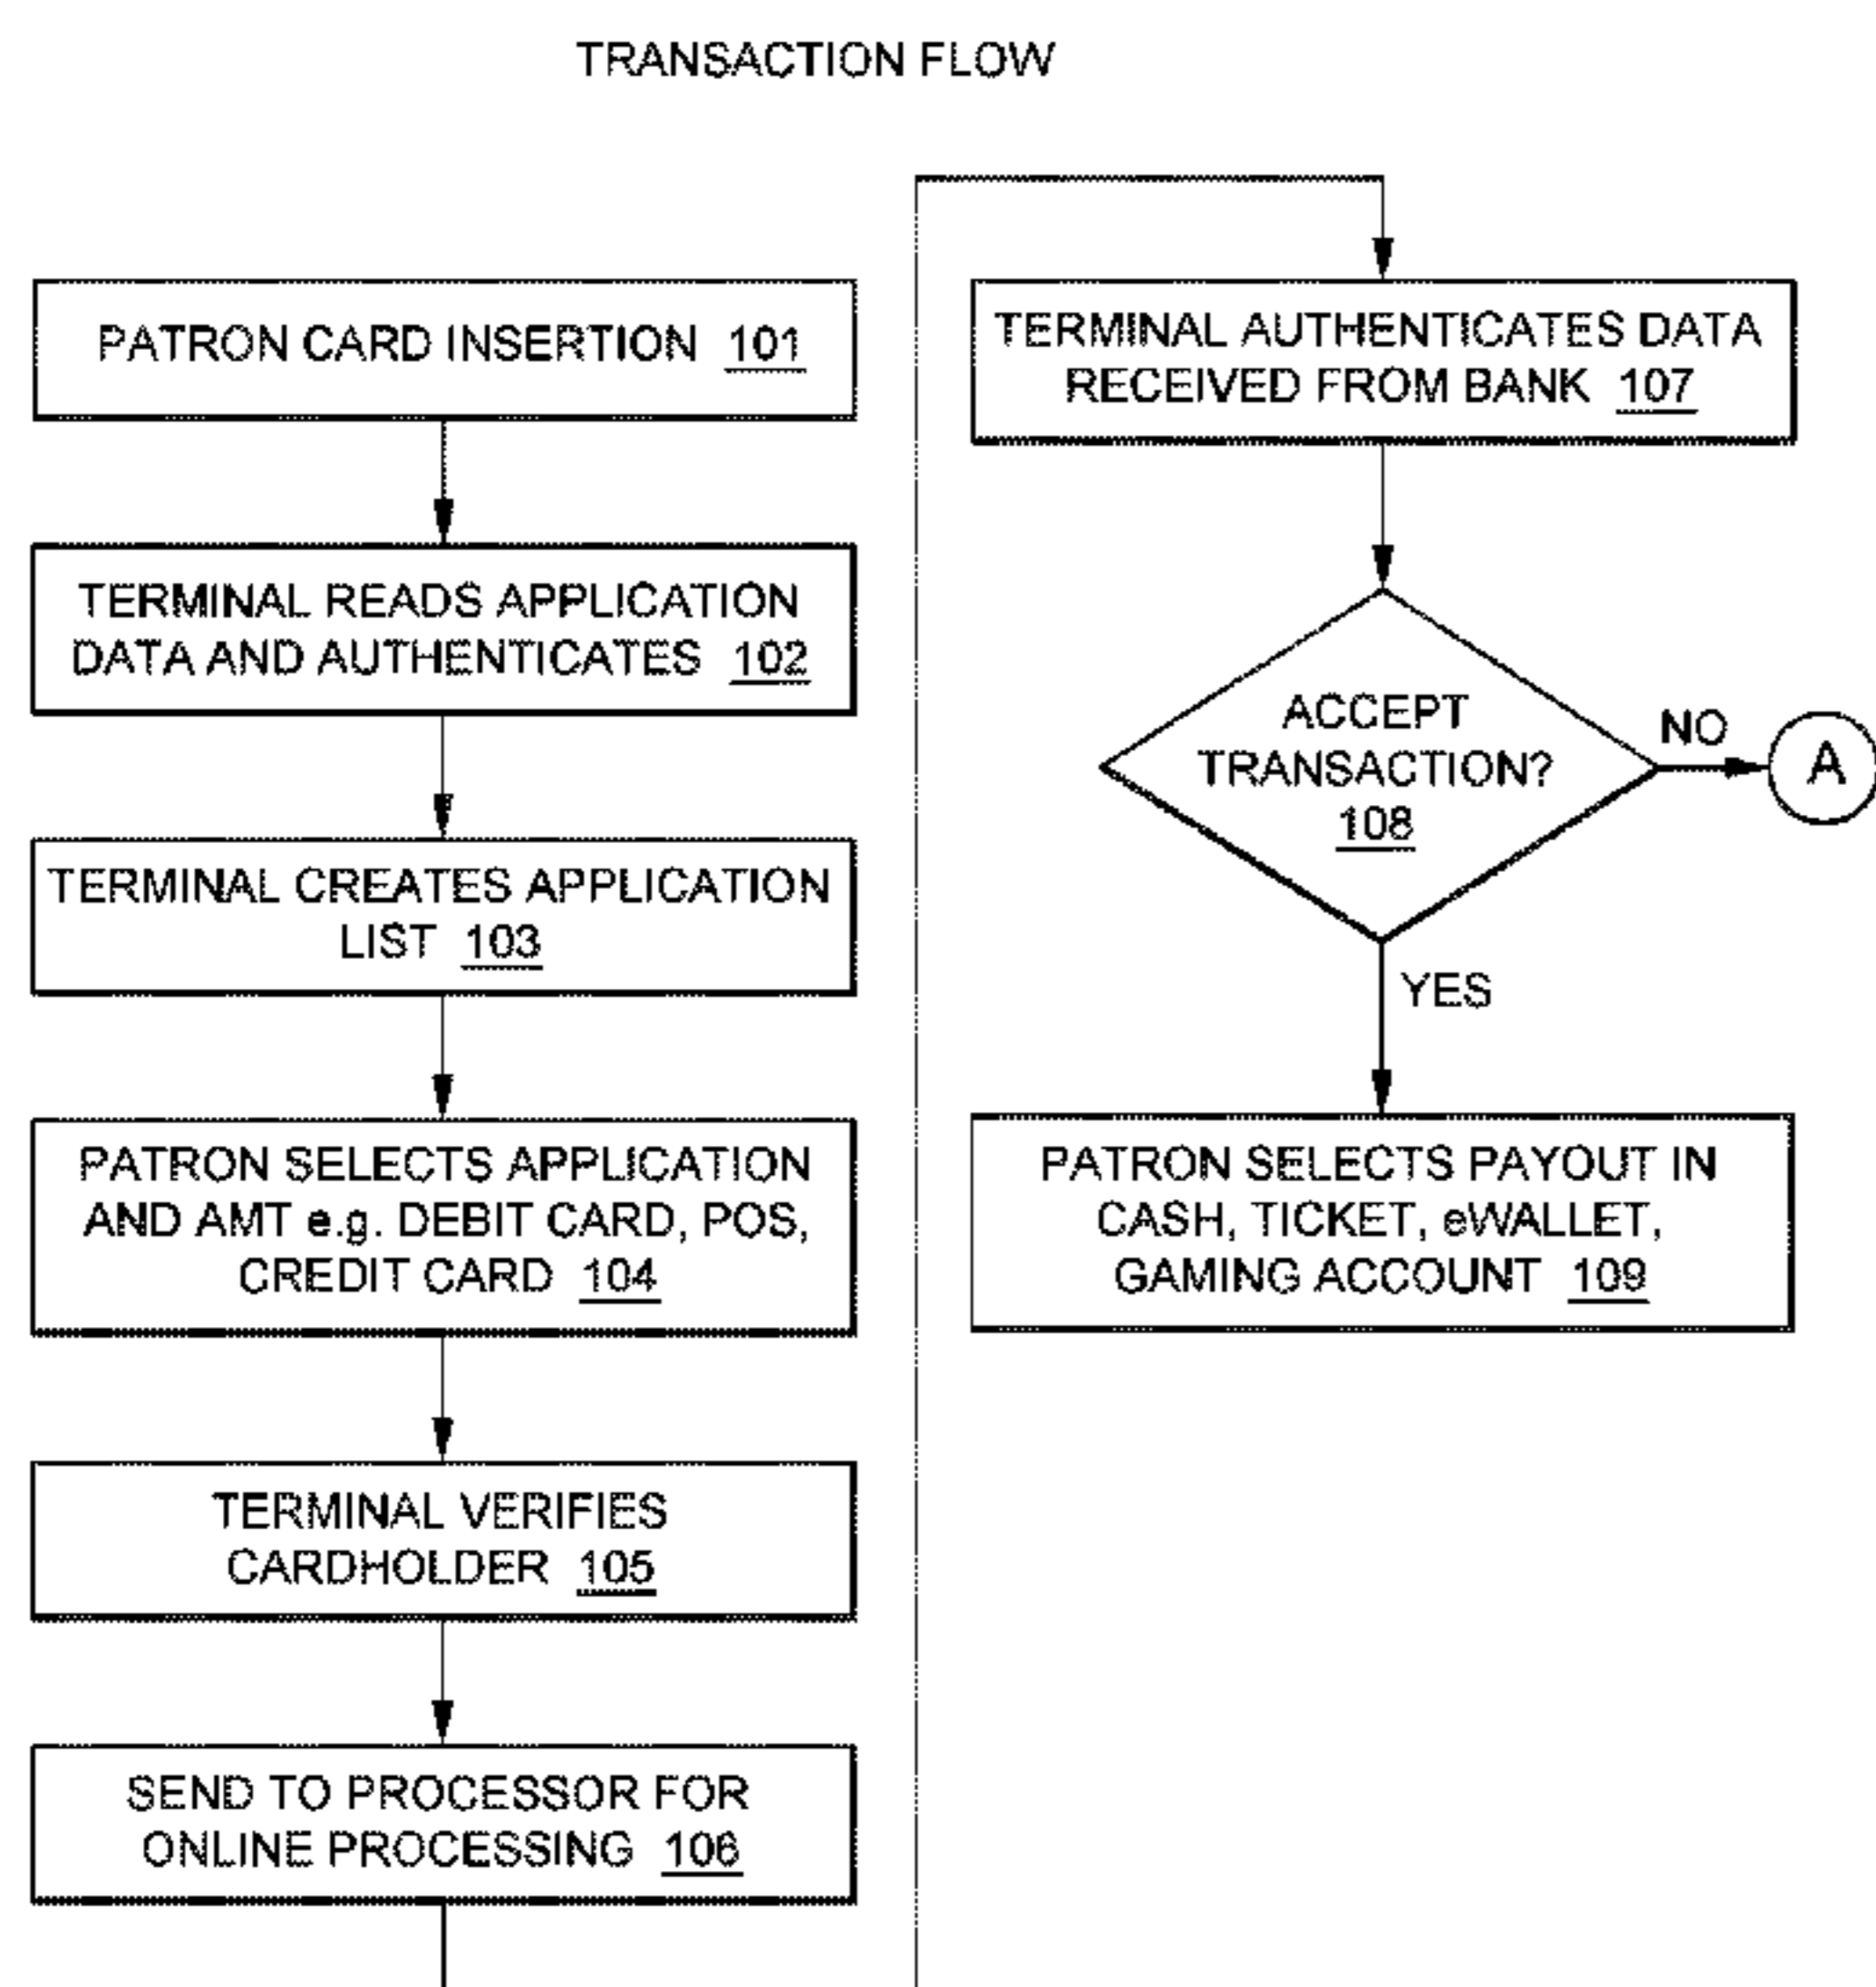 TRANSACTION FLOW
PATRON CARD INSERTION 101
TERMINAL READS APPLICATION
DATA AND AUTHENTICATES 102
TERMINAL CREATES APPLICATION
LIST 103
PATRON SELECTS APPLICATION
AND AMT e.g. DEBIT CARD, POS,
CREDIT CARD 104
TERMINAL VERIFIES
CARDHOLDER 105
SEND TO PROCESSOR FOR
ONLINE PROCESSING 106
TERMINAL AUTHENTICATES DATA
RECEIVED FROM BANK 107
ACCEPT
TRANSACTION?
108
NO
A
YES
PATRON SELECTS PAYOUT IN
CASH, TICKET, eWALLET,
GAMING ACCOUNT 109